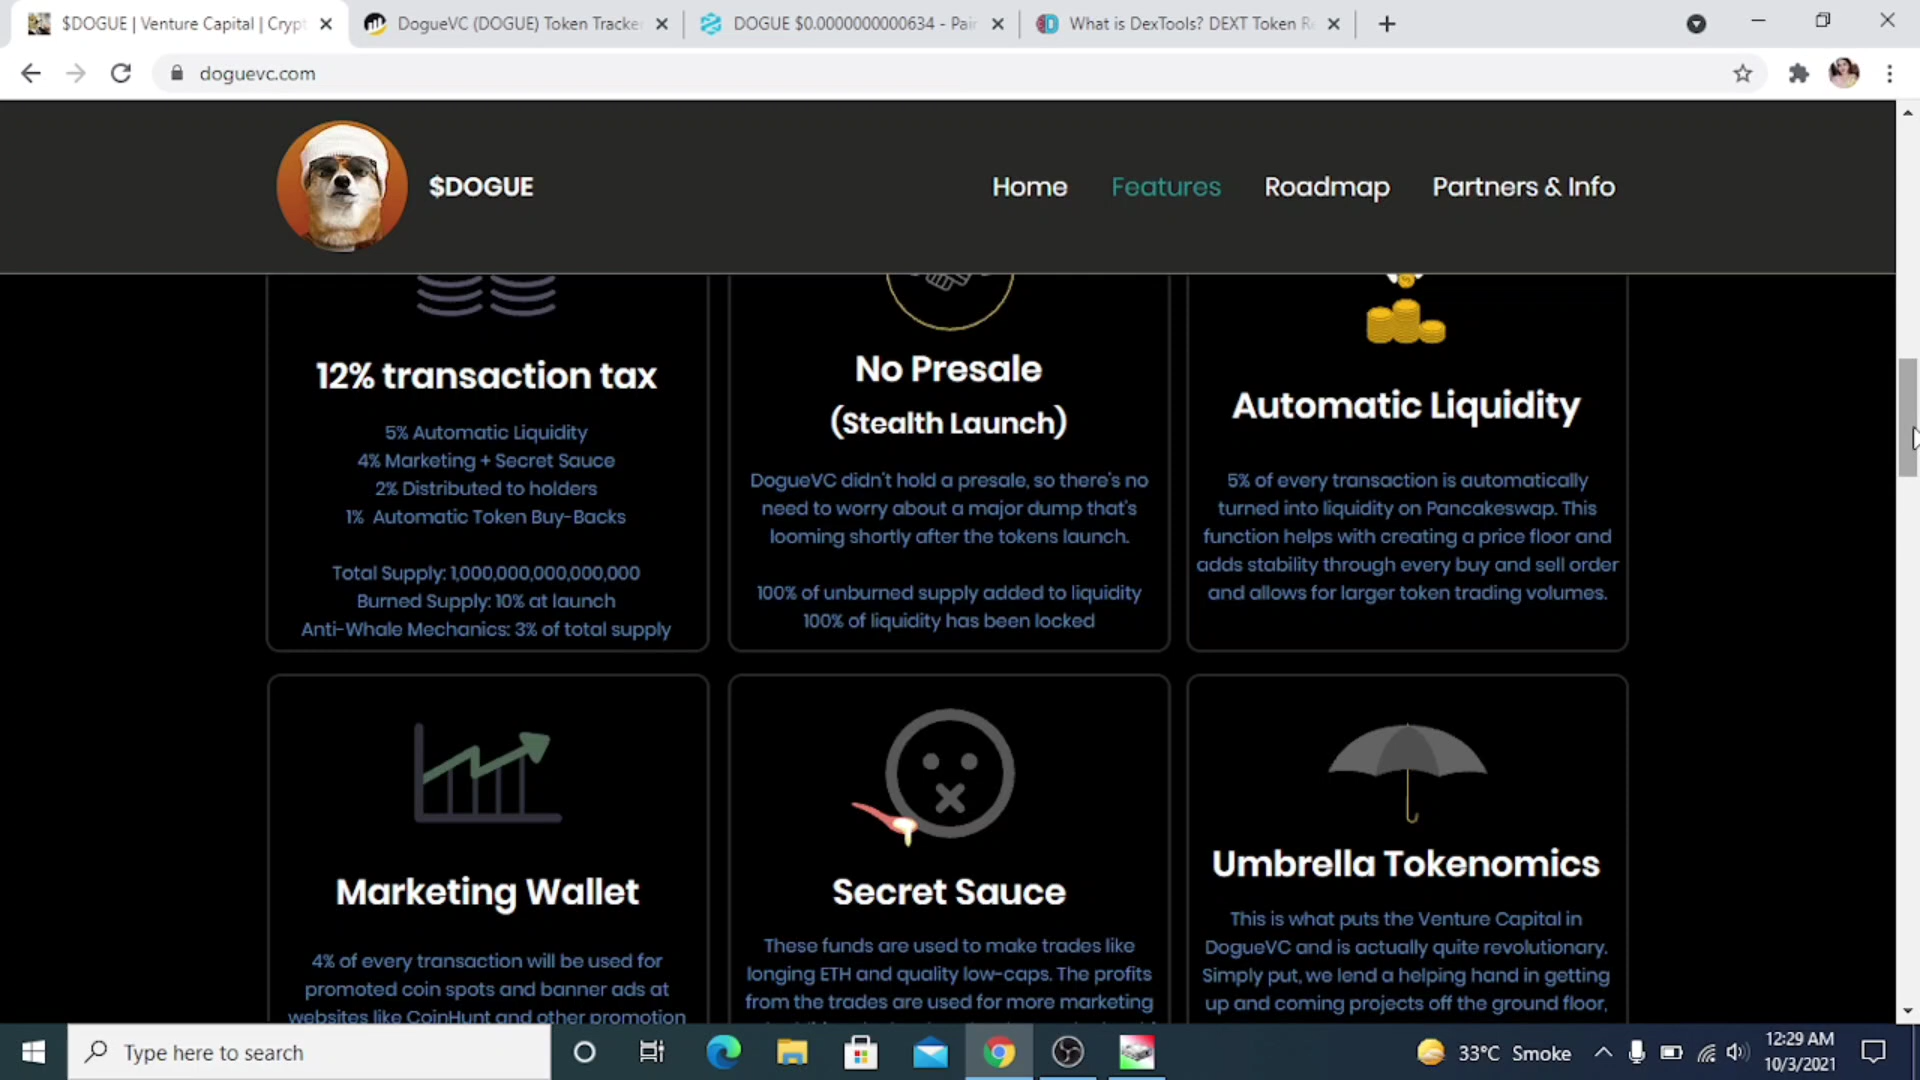 $DOGUE | Venture Capital | Crypt
DogueVC (DOGUE) Token Tracker
DOGUE $0.0000000000634 - Pair
What is DexTools? DEXT Token Re
doguevc.com
$DOGUE
Home
Features
Roadmap
Partners & Info
12% transaction tax
5% Automatic Liquidity
4% Marketing + Secret Sauce
2% Distributed to holders
1% Automatic Token Buy-Backs
Total Supply: 1,000,000,000,000,000
Burned Supply: 10% at launch
Anti-Whale Mechanics: 3% of total supply
No Presale
(Stealth Launch)
DogueVC didn't hold a presale, so there's no
need to worry about a major dump that's
looming shortly after the tokens launch.
100% of unburned supply added to liquidity
100% of liquidity has been locked
Automatic Liquidity
5% of every transaction is automatically
turned into liquidity on Pancakeswap. This
function helps with creating a price floor and
adds stability through every buy and sell order
and allows for larger token trading volumes.
Marketing Wallet
4% of every transaction will be used for
promoted coin spots and banner ads at
websites like CoinHunt and other promotion
Secret Sauce
These funds are used to make trades like
longing ETH and quality low-caps. The profits
from the trades are used for more marketing
Umbrella Tokenomics
This is what puts the Venture Capital in
DogueVC and is actually quite revolutionary.
Simply put, we lend a helping hand in getting
up and coming projects off the ground floor,
Type here to search
33°C Smoke
12:29 AM
10/3/2021